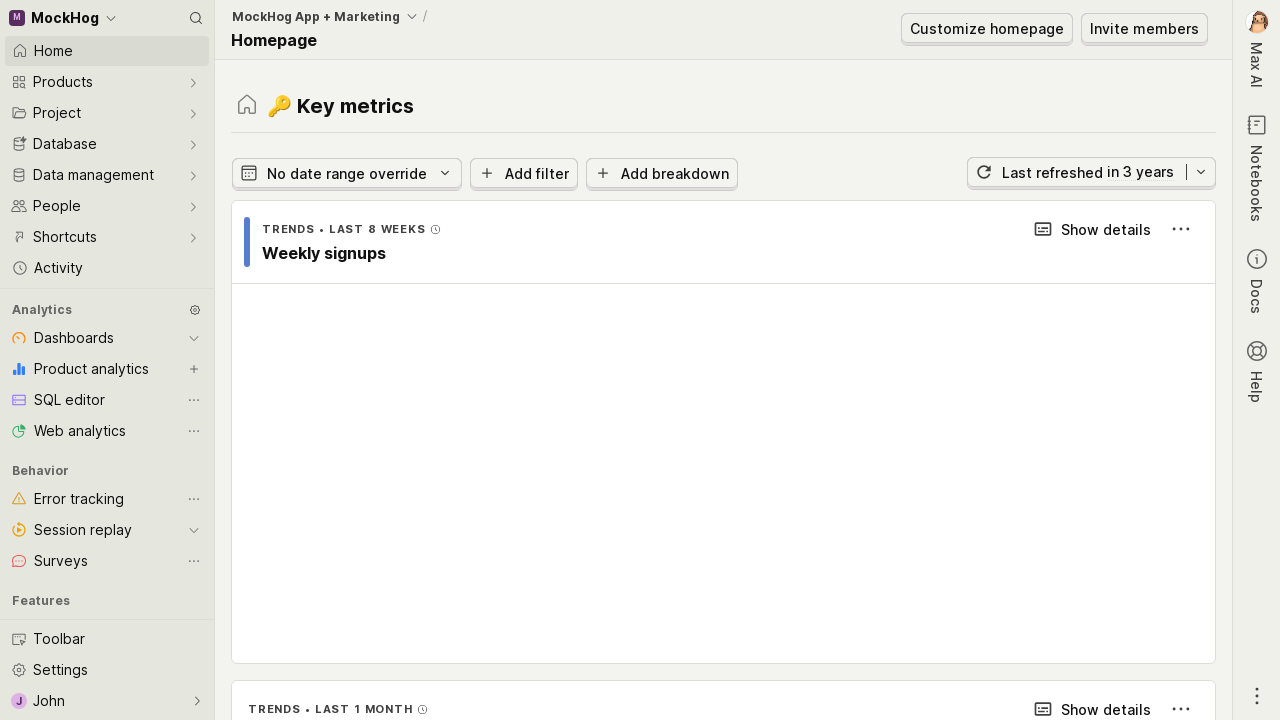 M MockHog
Home
Products
Project
Database
Data management
People
Shortcuts
Activity
Analytics
Dashboards
Product analytics
SQL editor
Web analytics
Behavior
Error tracking
Session replay
Surveys
Features
Toolbar
Settings
J John
MockHog App + Marketing /
Homepage
Customize homepage
Invite members
🔑 Key metrics
No date range override
Add filter
Add breakdown
Last refreshed in 3 years
TRENDS • LAST 8 WEEKS
Weekly signups
Show details
TRENDS • LAST 1 MONTH
Show details
Max AI
Notebooks
Docs
Help